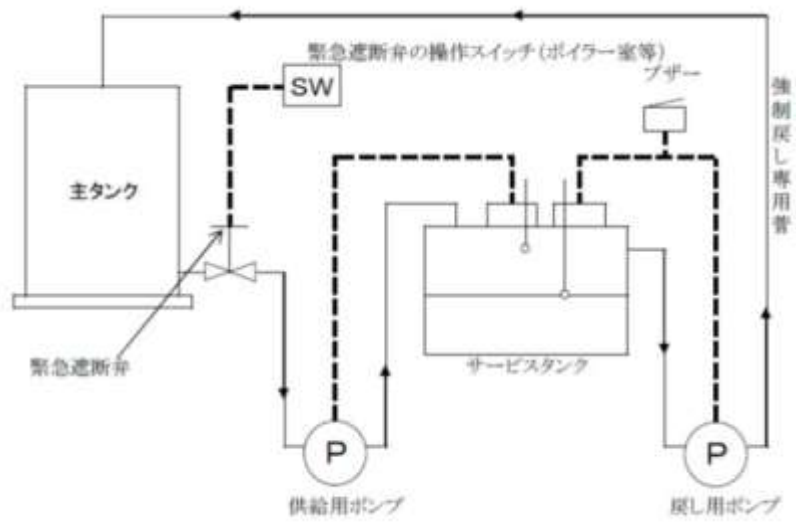 緊急遮断弁の操作スイッチ(ボイラー室等)
SW
ブザー
強制戻し専用管
主タンク
緊急遮断弁
サービスタンク
P
P
供給用ポンプ
戻し用ポンプ